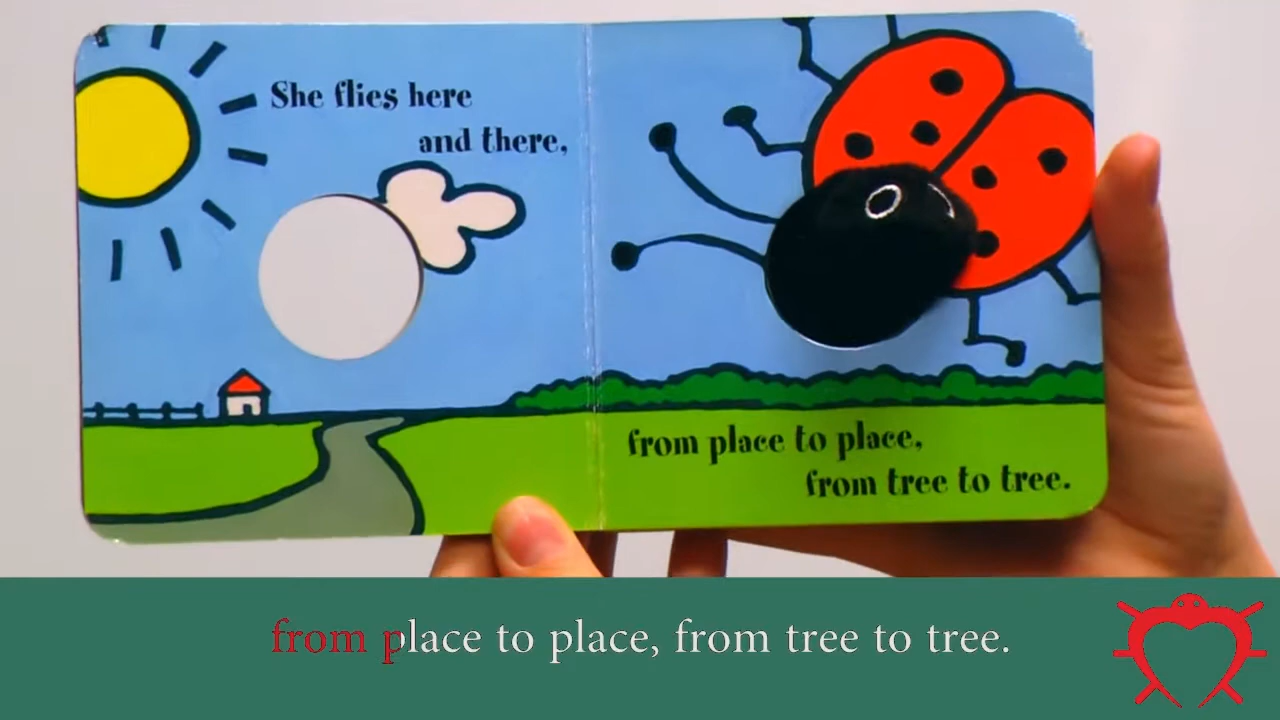 She flies here
and there,
from place to place,
from tree to tree.
from place to place, from tree to tree.